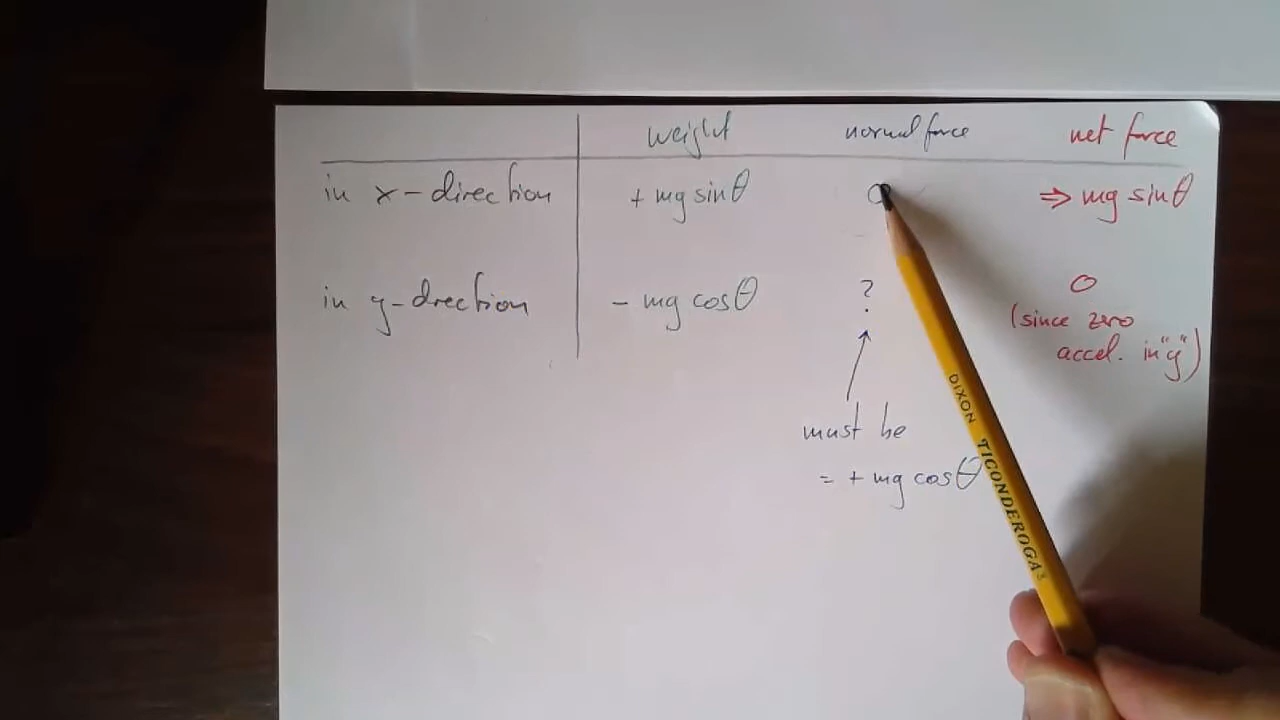 weight normal force net force
in x-direction + mg sinθ 0 ⇒ mg sinθ
in y-drection - mg cosθ ? 0
(since zero
accel. in "y")
must be
= + mg cosθ
DIXON TICONDEROGA